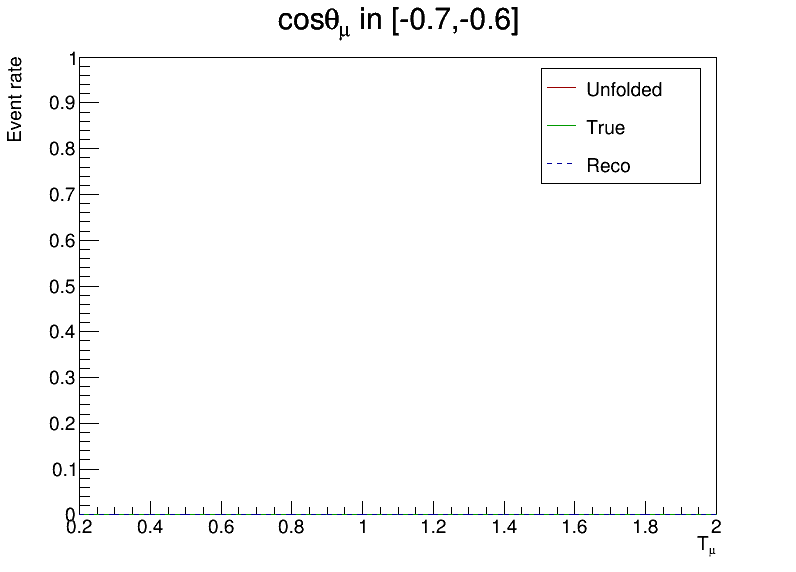 cosθμ in [-0.7,-0.6]
Event rate
1
0.9
0.8
0.7
0.6
0.5
0.4
0.3
0.2
0.1
0
Unfolded
True
Reco
0.2 0.4 0.6 0.8 1 1.2 1.4 1.6 1.8 2
Tμ